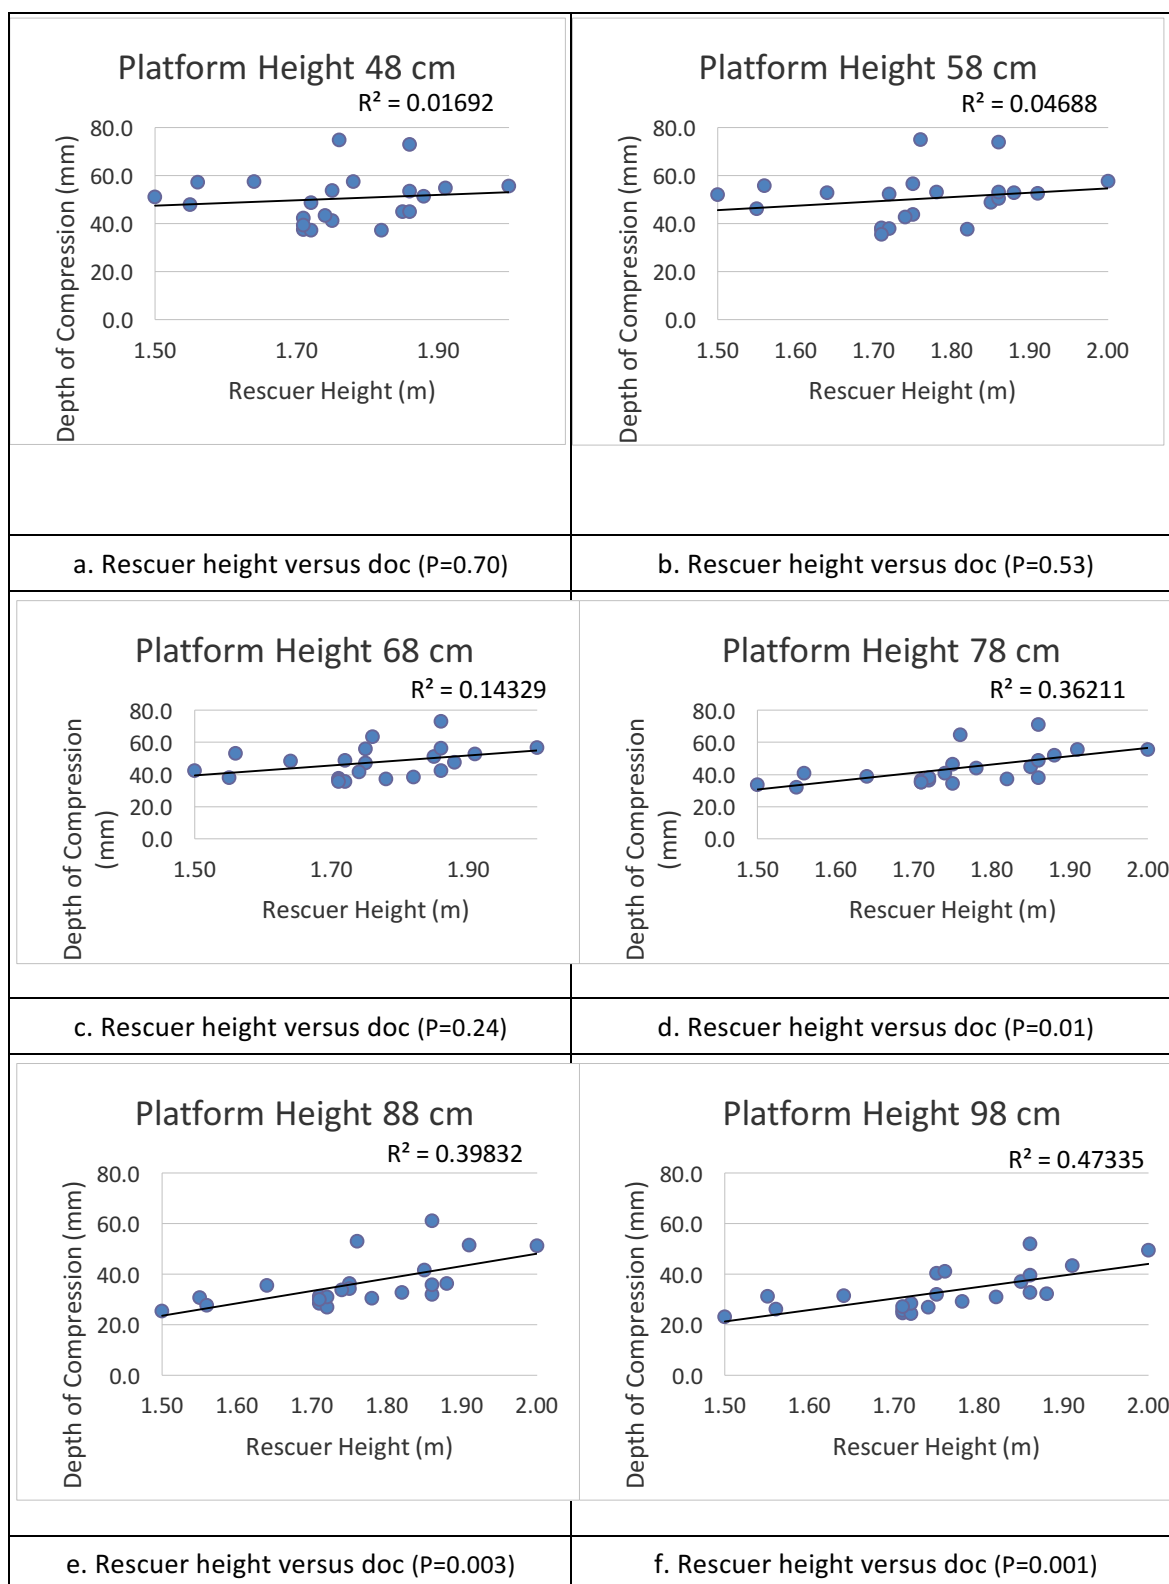 Platform Height 48 cm
R² = 0.01692
Depth of Compression (mm)
80.0
60.0
40.0
20.0
0.0
1.50 1.70 1.90
Rescuer Height (m)
Platform Height 58 cm
R² = 0.04688
Depth of Compression (mm)
80.0
60.0
40.0
20.0
0.0
1.50 1.60 1.70 1.80 1.90 2.00
Rescuer Height (m)
a. Rescuer height versus doc (P=0.70)
b. Rescuer height versus doc (P=0.53)
Platform Height 68 cm
R² = 0.14329
Depth of Compression
(mm)
80.0
60.0
40.0
20.0
0.0
1.50 1.70 1.90
Rescuer Height (m)
Platform Height 78 cm
R² = 0.36211
Depth of Compression
(mm)
80.0
60.0
40.0
20.0
0.0
1.50 1.60 1.70 1.80 1.90 2.00
Rescuer Height (m)
c. Rescuer height versus doc (P=0.24)
d. Rescuer height versus doc (P=0.01)
Platform Height 88 cm
R² = 0.39832
Depth of Compression (mm)
80.0
60.0
40.0
20.0
0.0
1.50 1.60 1.70 1.80 1.90 2.00
Rescuer Height (m)
Platform Height 98 cm
R² = 0.47335
Depth of Compression (mm)
80.0
60.0
40.0
20.0
0.0
1.50 1.60 1.70 1.80 1.90 2.00
Rescuer Height (m)
e. Rescuer height versus doc (P=0.003)
f. Rescuer height versus doc (P=0.001)